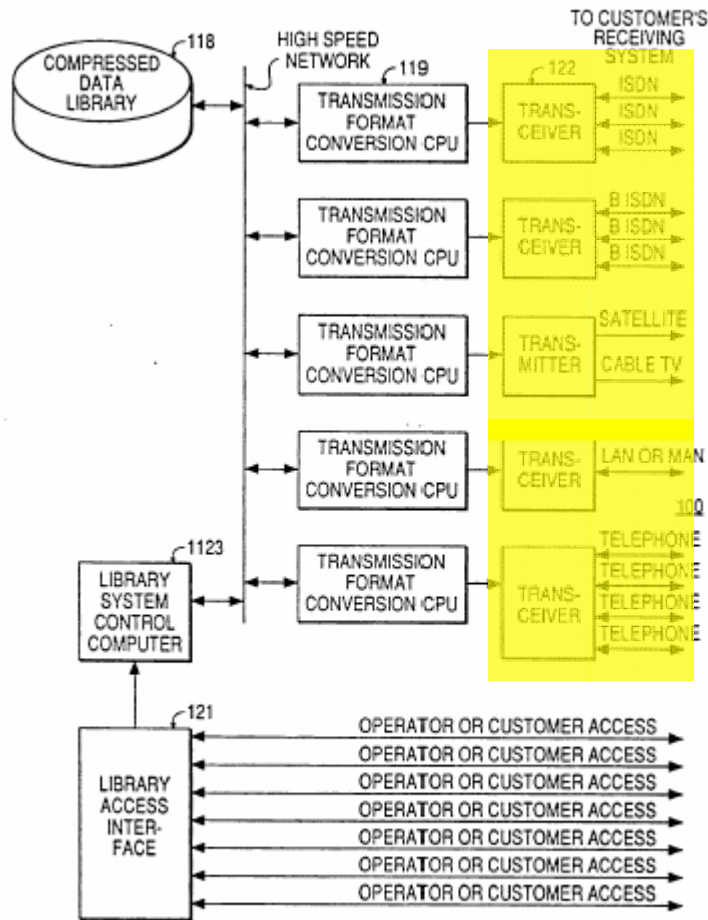 TO CUSTOMER'S
RECEIVING
SYSTEM
118
COMPRESSED
DATA
LIBRARY
HIGH SPEED
NETWORK
119
TRANSMISSION
FORMAT
CONVERSION CPU
122
TRANS-
CEIVER
ISDN
ISDN
ISDN
TRANSMISSION
FORMAT
CONVERSION CPU
TRANS-
CEIVER
B ISDN
B ISDN
B ISDN
TRANSMISSION
FORMAT
CONVERSION CPU
TRANS-
MITTER
SATELLITE
CABLE TV
TRANSMISSION
FORMAT
CONVERSION CPU
TRANS-
CEIVER
LAN OR MAN
100
1123
LIBRARY
SYSTEM
CONTROL
COMPUTER
TRANSMISSION
FORMAT
CONVERSION CPU
TRANS-
CEIVER
TELEPHONE
TELEPHONE
TELEPHONE
TELEPHONE
121
LIBRARY
ACCESS
INTER-
FACE
OPERATOR OR CUSTOMER ACCESS
OPERATOR OR CUSTOMER ACCESS
OPERATOR OR CUSTOMER ACCESS
OPERATOR OR CUSTOMER ACCESS
OPERATOR OR CUSTOMER ACCESS
OPERATOR OR CUSTOMER ACCESS
OPERATOR OR CUSTOMER ACCESS